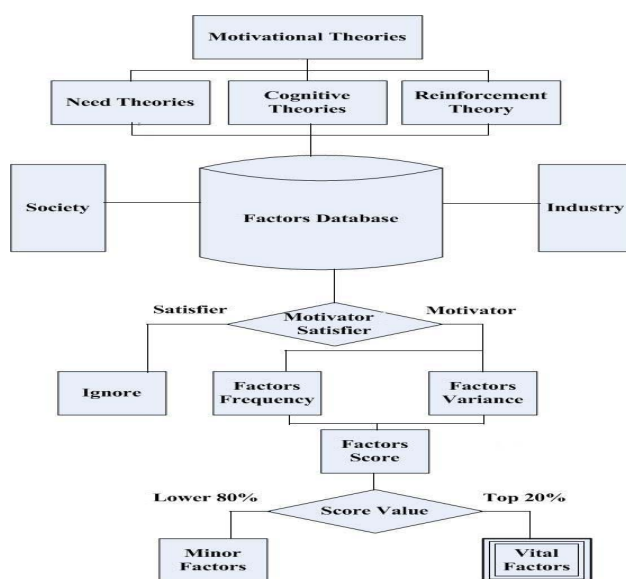 Motivational Theories
Need Theories
Cognitive
Theories
Reinforcement
Theory
Society
Factors Database
Industry
Satisfier
Motivator
Motivator
Satisfier
Ignore
Factors
Frequency
Factors
Variance
Factors
Score
Lower 80%
Score Value
Top 20%
Minor
Factors
Vital
Factors